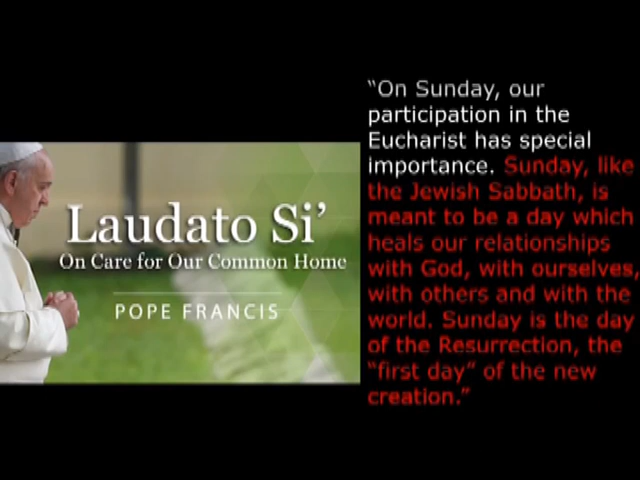 Laudato Si’
On Care for Our Common Home
POPE FRANCIS
“On Sunday, our
participation in the
Eucharist has special
importance. Sunday, like
the Jewish Sabbath, is
meant to be a day which
heals our relationships
with God, with ourselves,
with others and with the
world. Sunday is the day
of the Resurrection, the
“first day” of the new
creation.”